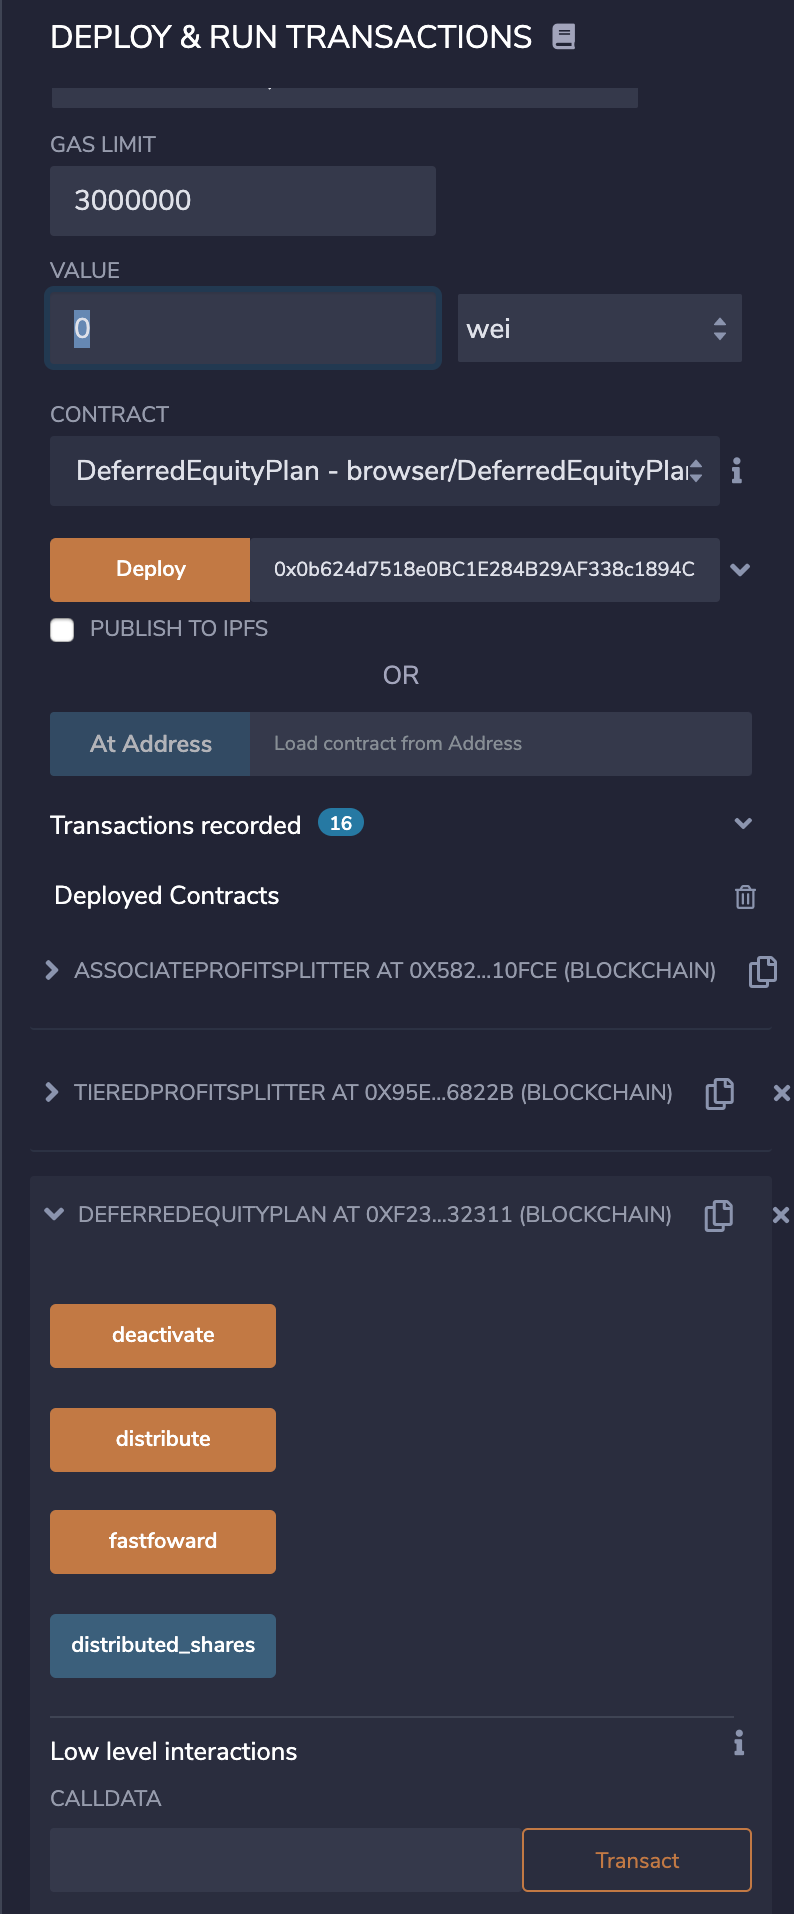 DEPLOY & RUN TRANSACTIONS
GAS LIMIT
3000000
VALUE
0
wei
CONTRACT
DeferredEquityPlan - browser/DeferredEquityPla
Deploy
0x0b624d7518e0BC1E284B29AF338c1894C
PUBLISH TO IPFS
OR
At Address
Load contract from Address
Transactions recorded 16
Deployed Contracts
ASSOCIATEPROFITSPLITTER AT 0X582...10FCE (BLOCKCHAIN)
TIEREDPROFITSPLITTER AT 0X95E...6822B (BLOCKCHAIN)
DEFERREDEQUITYPLAN AT 0XF23...32311 (BLOCKCHAIN)
deactivate
distribute
fastfoward
distributed_shares
Low level interactions
CALLDATA
Transact